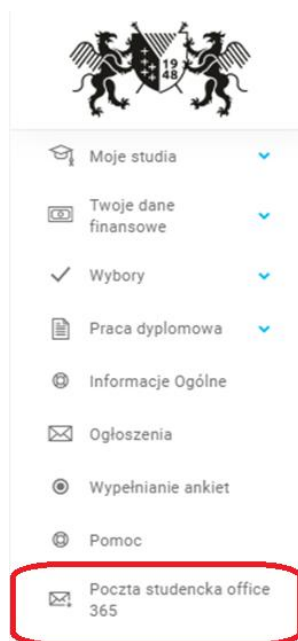 19
48
Moje studia
Twoje dane
finansowe
Wybory
Praca dyplomowa
Informacje Ogólne
Ogłoszenia
Wypełnianie ankiet
Pomoc
Poczta studencka office
365